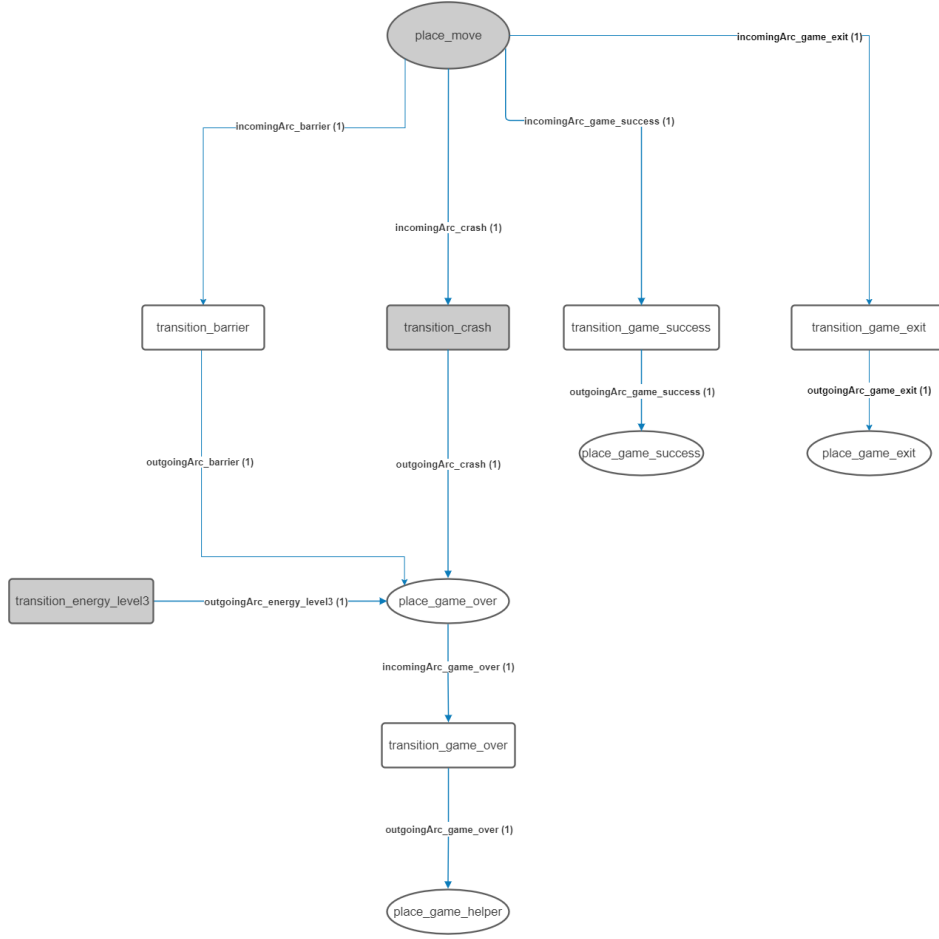 place_move
incomingArc_game_exit (1)
incomingArc_barrier (1)
incomingArc_game_success (1)
incomingArc_crash (1)
transition_barrier
transition_crash
transition_game_success
transition_game_exit
outgoingArc_game_success (1)
outgoingArc_game_exit (1)
place_game_success
place_game_exit
outgoingArc_barrier (1)
outgoingArc_crash (1)
transition_energy_level3
outgoingArc_energy_level3 (1)
place_game_over
incomingArc_game_over (1)
transition_game_over
outgoingArc_game_over (1)
place_game_helper